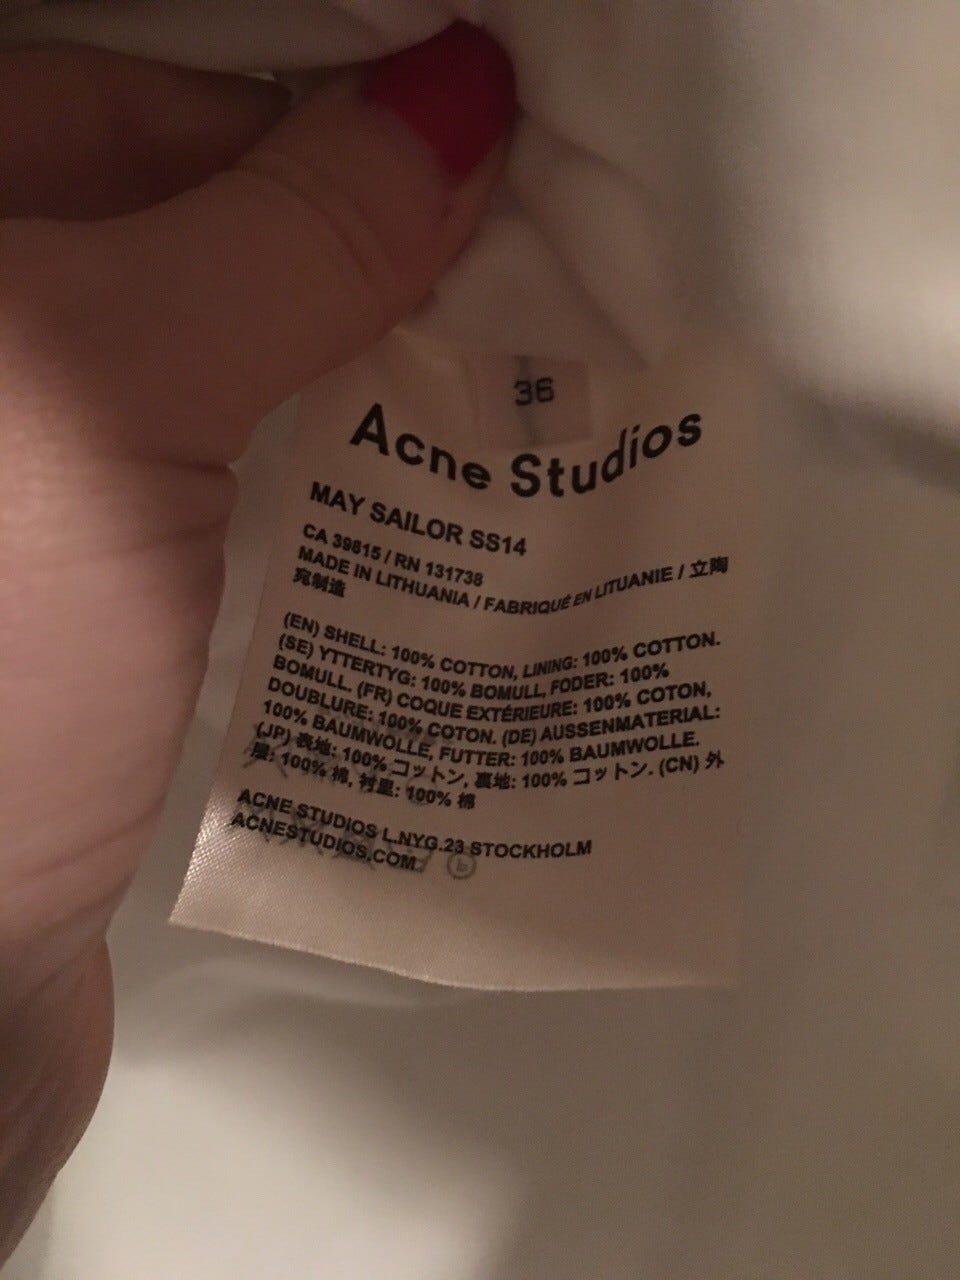 36
Acne Studios
MAY SAILOR SS14
CA 39815 / RN 131738
MADE IN LITHUANIA / FABRIQUÉ EN LITUANIE / 立陶
宛制造
(EN) SHELL: 100% COTTON, LINING: 100% COTTON.
(SE) YTTERTYG: 100% BOMULL, FODER: 100%
BOMULL. (FR) COQUE EXTÉRIEURE: 100% COTON,
DOUBLURE: 100% COTON. (DE) AUSSENMATERIAL:
100% BAUMWOLLE, FUTTER: 100% BAUMWOLLE.
(JP) 表地: 100% コットン, 裏地: 100% コットン. (CN) 外
层: 100% 棉, 衬里: 100% 棉
ACNE STUDIOS L.NYG.23 STOCKHOLM
ACNESTUDIOS.COM